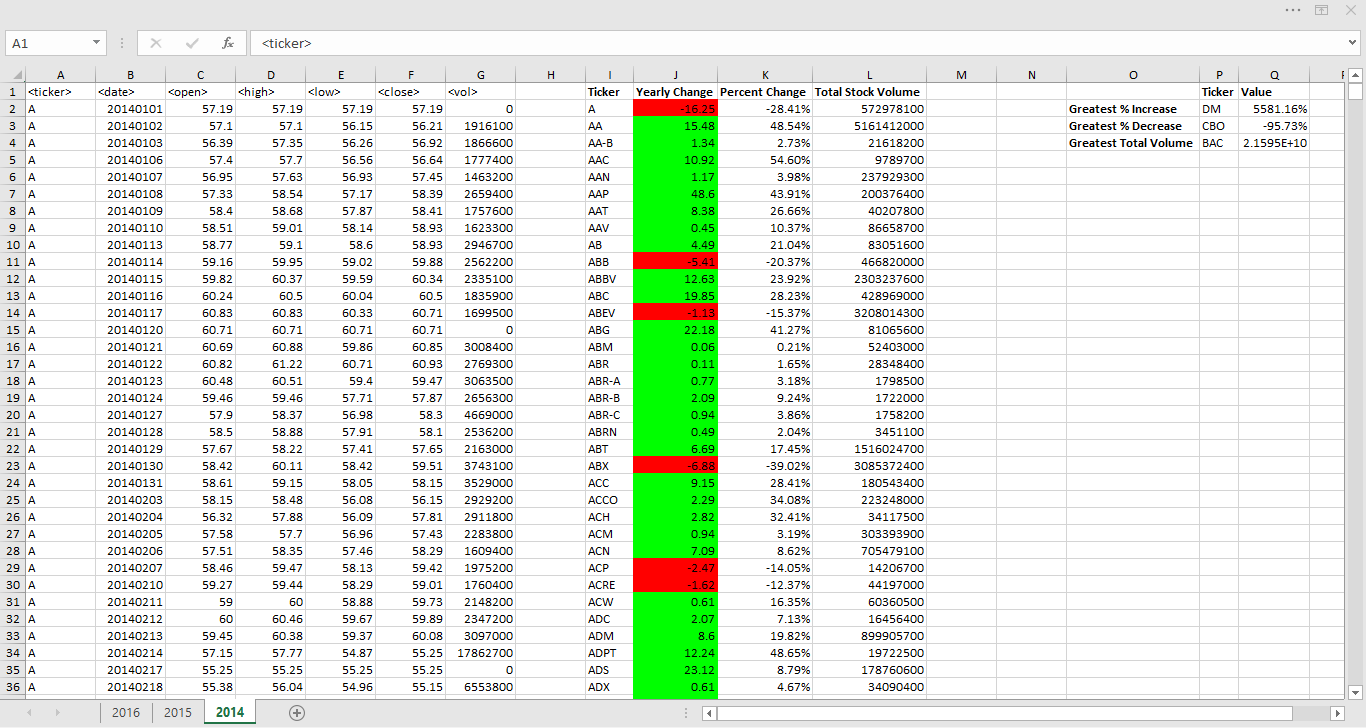 A1 fx <ticker>
A B C D E F G H I J K L M N O P Q
1 <ticker> <date> <open> <high> <low> <close> <vol> Ticker Yearly Change Percent Change Total Stock Volume Ticker Value
2 A 20140101 57.19 57.19 57.19 57.19 0 A -16.25 -28.41% 572978100 Greatest % Increase DM 5581.16%
3 A 20140102 57.1 57.1 56.15 56.21 1916100 AA 15.48 48.54% 5161412000 Greatest % Decrease CBO -95.73%
4 A 20140103 56.39 57.35 56.26 56.92 1866600 AA-B 1.34 2.73% 21618200 Greatest Total Volume BAC 2.1595E+10
5 A 20140106 57.4 57.7 56.56 56.64 1777400 AAC 10.92 54.60% 9789700
6 A 20140107 56.95 57.63 56.93 57.45 1463200 AAN 1.17 3.98% 237929300
7 A 20140108 57.33 58.54 57.17 58.39 2659400 AAP 48.6 43.91% 200376400
8 A 20140109 58.4 58.68 57.87 58.41 1757600 AAT 8.38 26.66% 40207800
9 A 20140110 58.51 59.01 58.14 58.93 1623300 AAV 0.45 10.37% 86658700
10 A 20140113 58.77 59.1 58.6 58.93 2946700 AB 4.49 21.04% 83051600
11 A 20140114 59.16 59.95 59.02 59.88 2562200 ABB -5.41 -20.37% 466820000
12 A 20140115 59.82 60.37 59.59 60.34 2335100 ABBV 12.63 23.92% 2303237600
13 A 20140116 60.24 60.5 60.04 60.5 1835900 ABC 19.85 28.23% 428969000
14 A 20140117 60.83 60.83 60.33 60.71 1699500 ABEV -1.13 -15.37% 3208014300
15 A 20140120 60.71 60.71 60.71 60.71 0 ABG 22.18 41.27% 81065600
16 A 20140121 60.69 60.88 59.86 60.85 3008400 ABM 0.06 0.21% 52403000
17 A 20140122 60.82 61.22 60.71 60.93 2769300 ABR 0.11 1.65% 28348400
18 A 20140123 60.48 60.51 59.4 59.47 3063500 ABR-A 0.77 3.18% 1798500
19 A 20140124 59.46 59.46 57.71 57.87 2656300 ABR-B 2.09 9.24% 1722000
20 A 20140127 57.9 58.37 56.98 58.3 4669000 ABR-C 0.94 3.86% 1758200
21 A 20140128 58.5 58.88 57.91 58.1 2536200 ABRN 0.49 2.04% 3451100
22 A 20140129 57.67 58.22 57.41 57.65 2163000 ABT 6.69 17.45% 1516024700
23 A 20140130 58.42 60.11 58.42 59.51 3743100 ABX -6.88 -39.02% 3085372400
24 A 20140131 58.61 59.15 58.05 58.15 3529000 ACC 9.15 28.41% 180543400
25 A 20140203 58.15 58.48 56.08 56.15 2929200 ACCO 2.29 34.08% 223248000
26 A 20140204 56.32 57.88 56.09 57.81 2911800 ACH 2.82 32.41% 34117500
27 A 20140205 57.58 57.7 56.96 57.43 2283800 ACM 0.94 3.19% 303393900
28 A 20140206 57.51 58.35 57.46 58.29 1609400 ACN 7.09 8.62% 705479100
29 A 20140207 58.46 59.47 58.13 59.42 1975200 ACP -2.47 -14.05% 14206700
30 A 20140210 59.27 59.44 58.29 59.01 1760400 ACRE -1.62 -12.37% 44197000
31 A 20140211 59 60 58.88 59.73 2148200 ACW 0.61 16.35% 60360500
32 A 20140212 60 60.46 59.67 59.89 2347200 ADC 2.07 7.13% 16456400
33 A 20140213 59.45 60.38 59.37 60.08 3097000 ADM 8.6 19.82% 899905700
34 A 20140214 57.15 57.77 54.87 55.25 17862700 ADPT 12.24 48.65% 19722500
35 A 20140217 55.25 55.25 55.25 55.25 0 ADS 23.12 8.79% 178760600
36 A 20140218 55.38 56.04 54.96 55.15 6553800 ADX 0.61 4.67% 34090400
2016 2015 2014